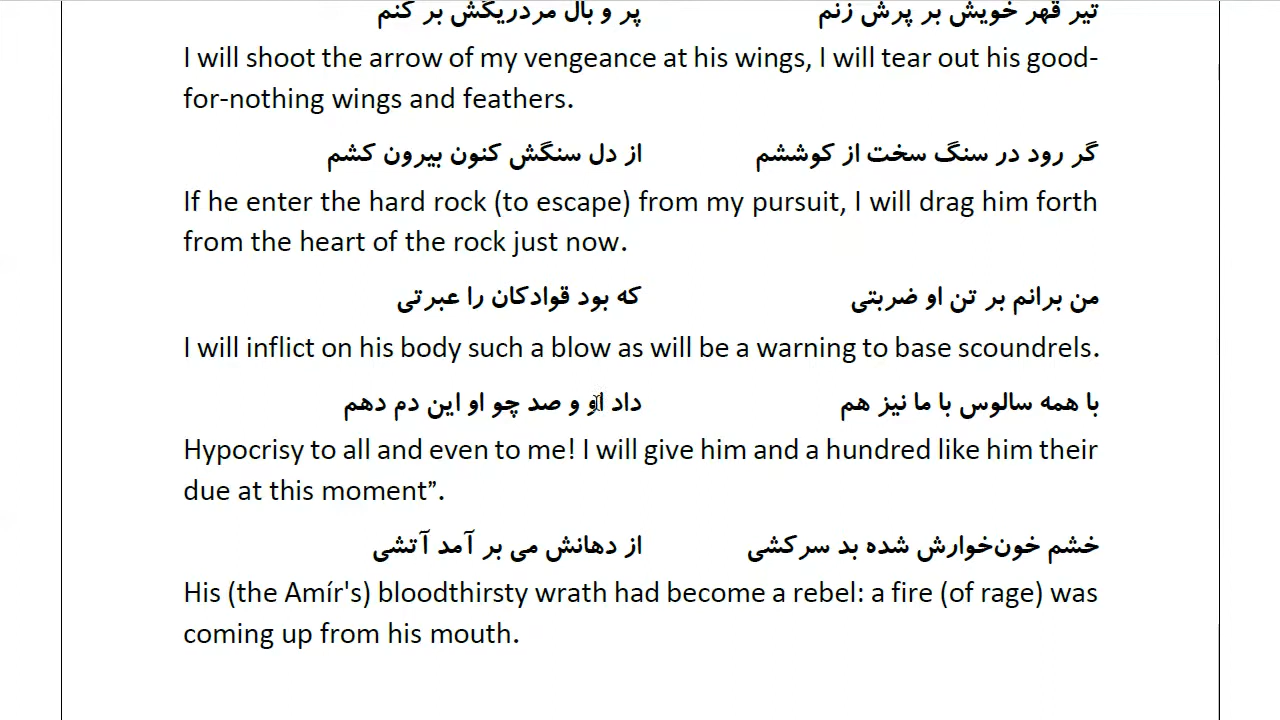 تیر قهر خویش بر پرش زنم پر و بال مردریگش بر کنم
I will shoot the arrow of my vengeance at his wings, I will tear out his good-
for-nothing wings and feathers.
گر رود در سنگ سخت از کوششم از دل سنگش کنون بیرون کشم
If he enter the hard rock (to escape) from my pursuit, I will drag him forth
from the heart of the rock just now.
من برانم بر تن او ضربتی که بود قوادکان را عبرتی
I will inflict on his body such a blow as will be a warning to base scoundrels.
با همه سالوس با ما نیز هم داد او و صد چو او این دم دهم
Hypocrisy to all and even to me! I will give him and a hundred like him their
due at this moment”.
خشم خون‌خوارش شده بد سرکشی از دهانش می بر آمد آتشی
His (the Amír's) bloodthirsty wrath had become a rebel: a fire (of rage) was
coming up from his mouth.